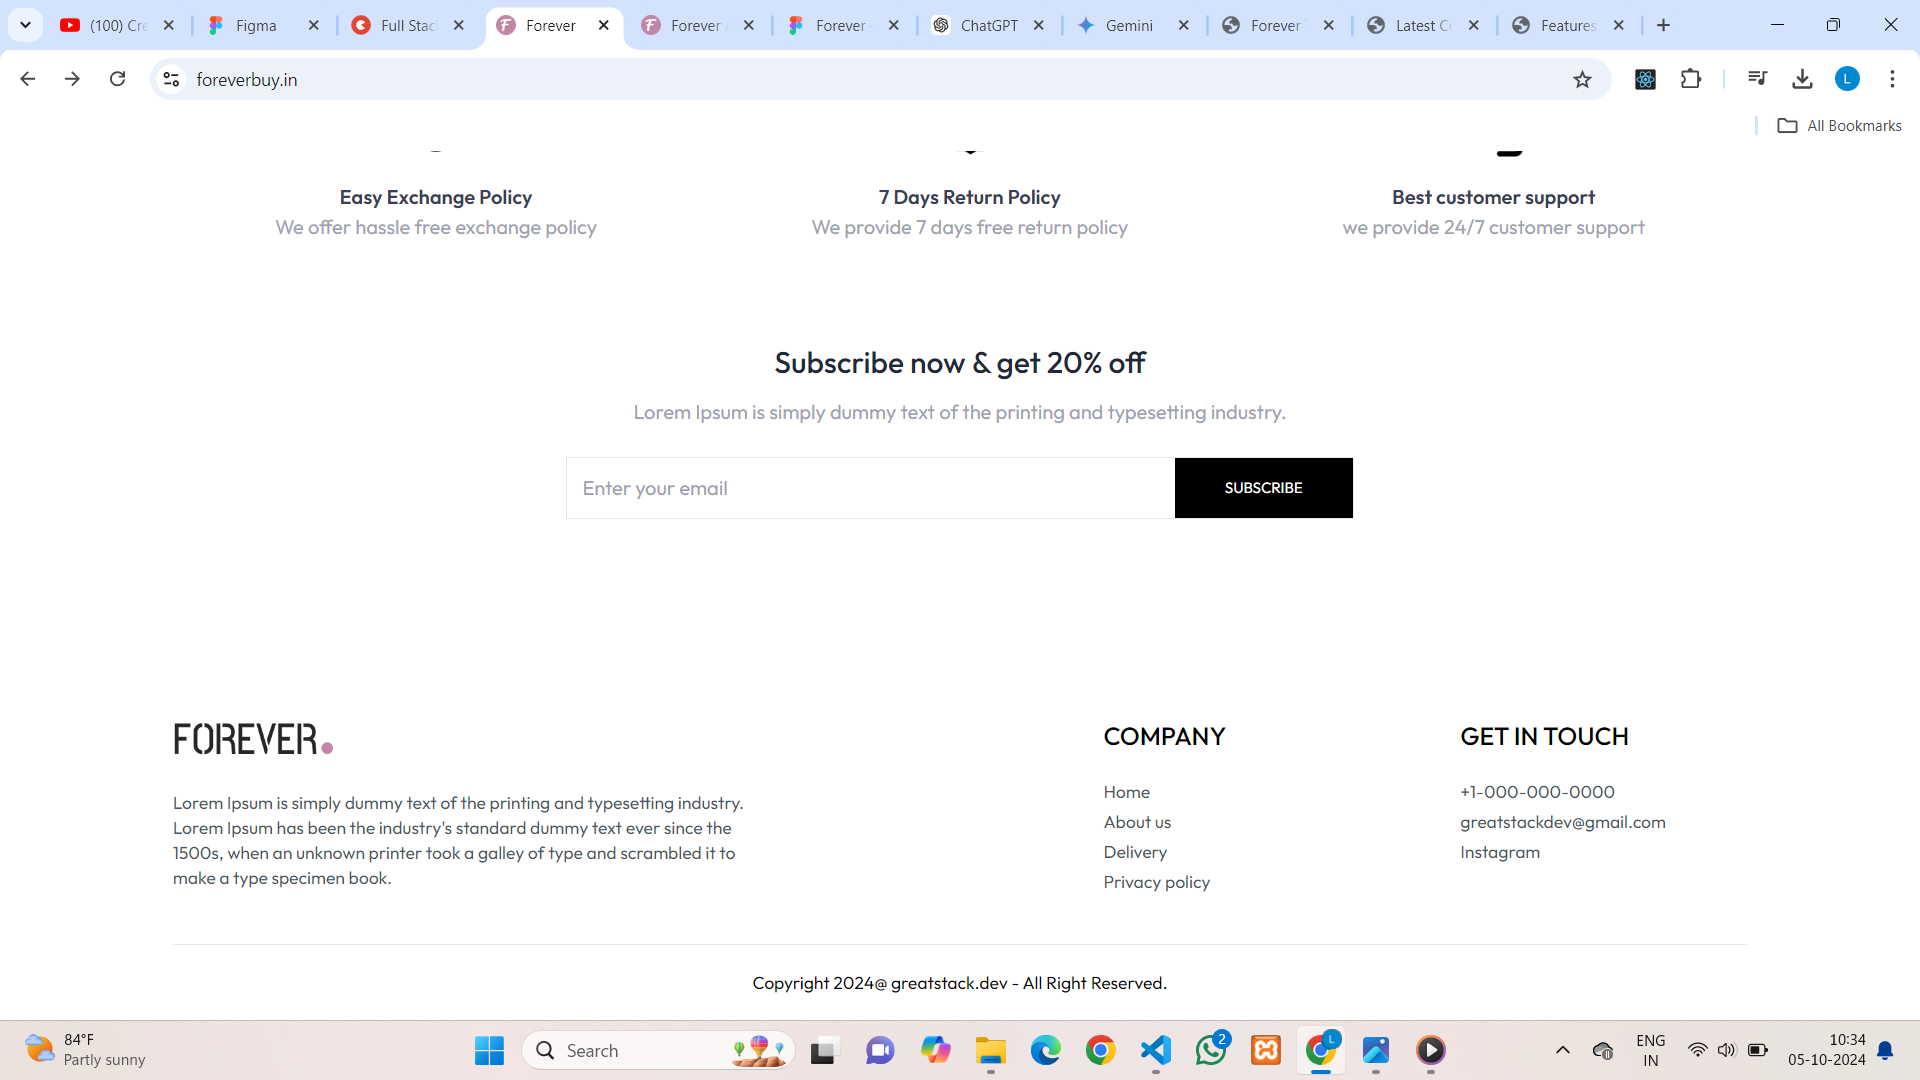 (100) Cre
Figma
Full Stac
Forever
Forever
Forever
ChatGPT
Gemini
Forever
Latest Co
Features
foreverbuy.in
L
All Bookmarks
Easy Exchange Policy
We offer hassle free exchange policy
7 Days Return Policy
We provide 7 days free return policy
Best customer support
we provide 24/7 customer support
Subscribe now & get 20% off
Lorem Ipsum is simply dummy text of the printing and typesetting industry.
Enter your email
SUBSCRIBE
FOREVER.
Lorem Ipsum is simply dummy text of the printing and typesetting industry.
Lorem Ipsum has been the industry's standard dummy text ever since the
1500s, when an unknown printer took a galley of type and scrambled it to
make a type specimen book.
COMPANY
Home
About us
Delivery
Privacy policy
GET IN TOUCH
+1-000-000-0000
greatstackdev@gmail.com
Instagram
Copyright 2024@ greatstack.dev - All Right Reserved.
84°F
Partly sunny
Search
2
L
ENG
IN
10:34
05-10-2024